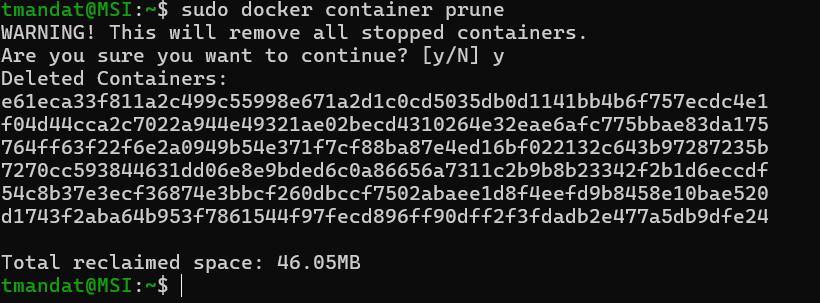 tmandat@MSI:~$ sudo docker container prune
WARNING! This will remove all stopped containers.
Are you sure you want to continue? [y/N] y
Deleted Containers:
e61eca33f811a2c499c55998e671a2d1c0cd5035db0d1141bb4b6f757ecdc4e1
f04d44cca2c7022a944e49321ae02becd4310264e32eae6afc775bbae83da175
764ff63f22f6e2a0949b54e371f7cf88ba87e4ed16bf022132c643b97287235b
7270cc593844631dd06e8e9bded6c0a86656a7311c2b9b8b23342f2b1d6eccdf
54c8b37e3ecf36874e3bbcf260dbccf7502abaee1d8f4eefd9b8458e10bae520
d1743f2aba64b953f7861544f97fecd896ff90dff2f3fdadb2e477a5db9dfe24
Total reclaimed space: 46.05MB
tmandat@MSI:~$